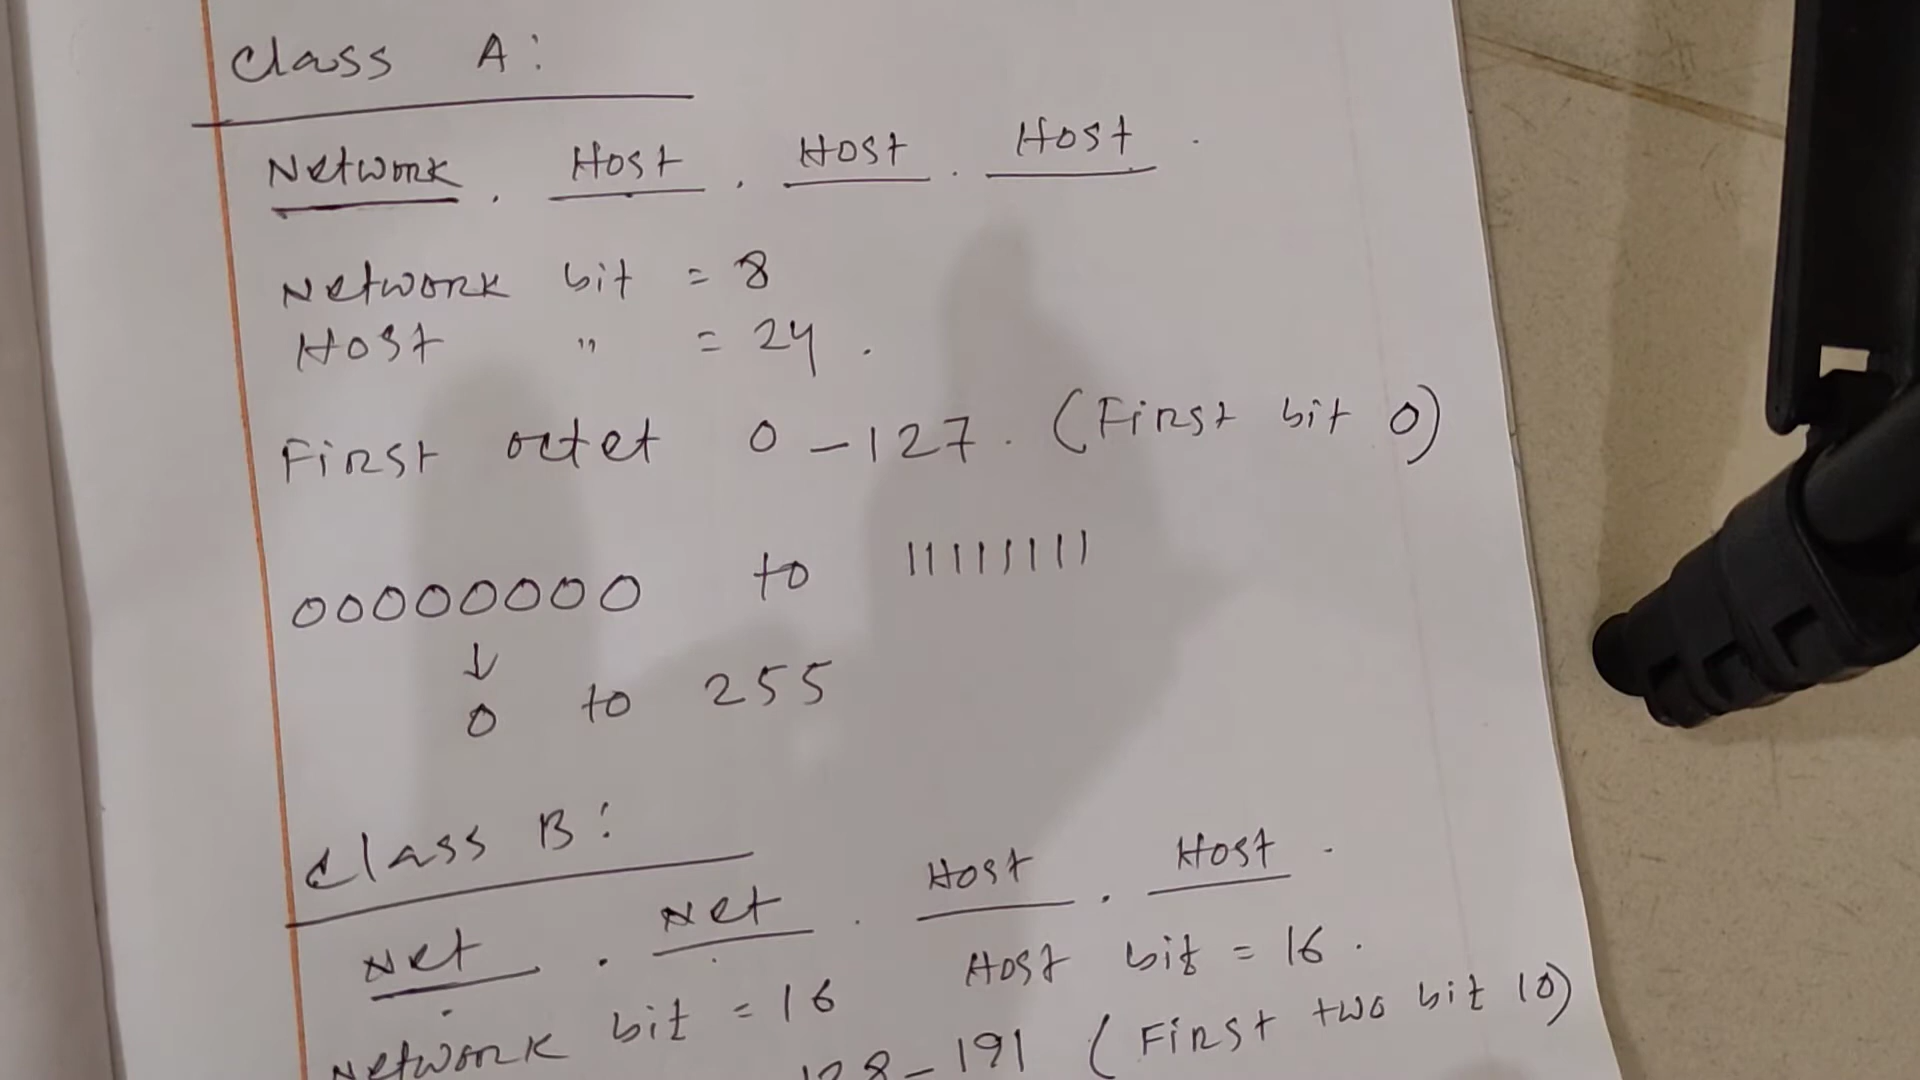 Class A:
Network . Host . Host . Host .
Network bit = 8
Host " = 24 .
First octet 0 - 127 . (First bit 0)
00000000 to 11111111
↓
0 to 255
Class B:
Net . Net . Host . Host .
Network bit = 16 Host bit = 16 .
128 - 191 (First two bit 10)